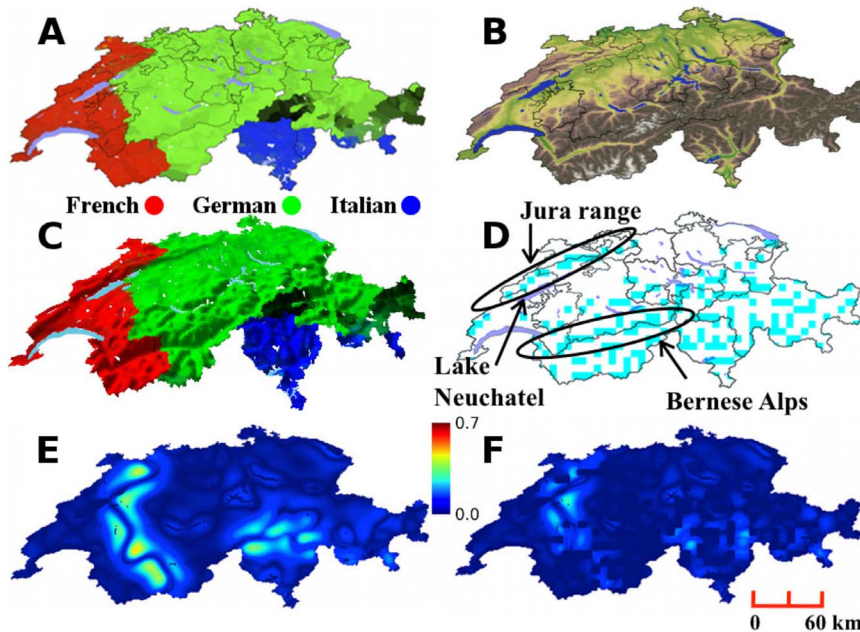 A
B
French
German
Italian
Jura range
C
D
Lake
Neuchatel
Bernese Alps
E
0.7
0.0
F
0
60 km